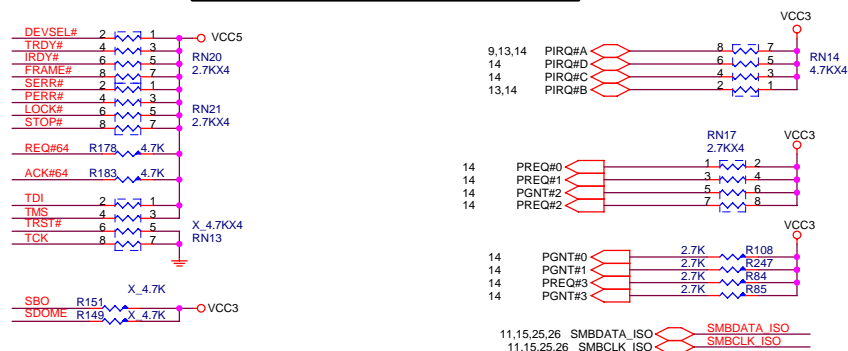 DEVSEL# 2 1 VCC5
TRDY# 4 3
IRDY# 6 5 RN20
FRAME# 8 7 2.7KX4
SERR# 2 1
PERR# 4 3 RN21
LOCK# 6 5 2.7KX4
STOP# 8 7
REQ#64 R178 4.7K
ACK#64 R183 4.7K
TDI 2 1
TMS 4 3
TRST# 6 5 X_4.7KX4
TCK 8 7 RN13
X_4.7K
SBO R151 VCC3
SDOME R149 X_4.7K
VCC3
9,13,14 PIRQ#A 8 7
14 PIRQ#D 6 5 RN14
14 PIRQ#C 4 3 4.7KX4
13,14 PIRQ#B 2 1
RN17 VCC3
2.7KX4
14 PREQ#0 1 2
14 PREQ#1 3 4
14 PGNT#2 5 6
14 PREQ#2 7 8
VCC3
14 PGNT#0 2.7K R108
14 PGNT#1 2.7K R247
14 PREQ#3 2.7K R84
14 PGNT#3 2.7K R85
11,15,25,26 SMBDATA_ISO SMBDATA_ISO
11,15,25,26 SMBCLK_ISO SMBCLK_ISO